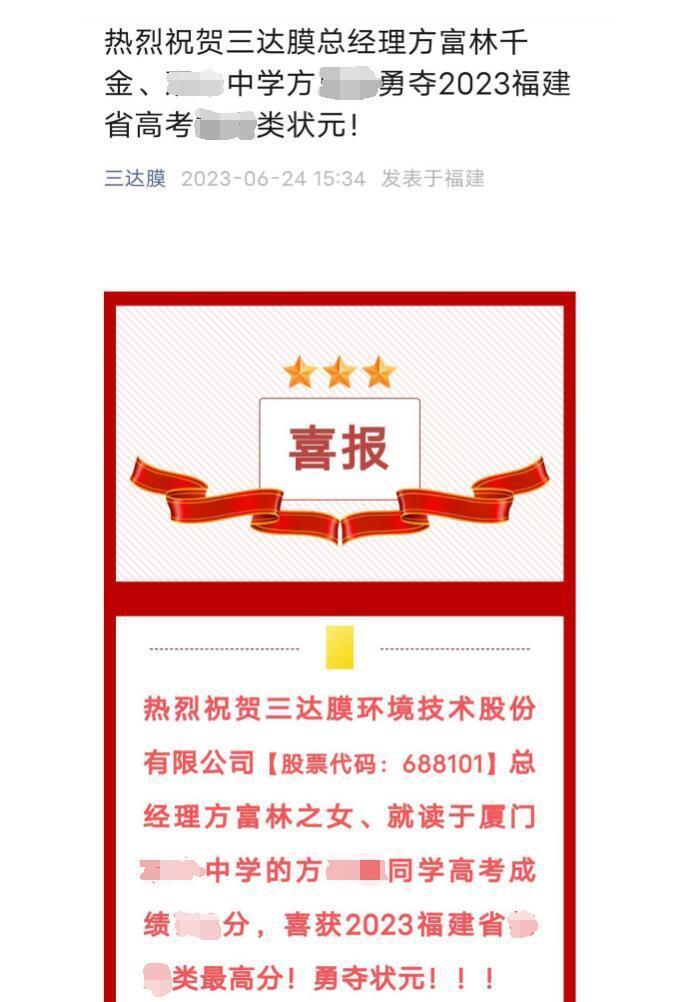 热烈祝贺三达膜总经理方富林千
金、中学方勇夺2023福建
省高考类状元！
三达膜 2023-06-24 15:34 发表于福建
喜报
热烈祝贺三达膜环境技术股份
有限公司【股票代码：688101】总
经理方富林之女、就读于厦门
中学的方同学高考成
绩分，喜获2023福建省
类最高分！勇夺状元！！！